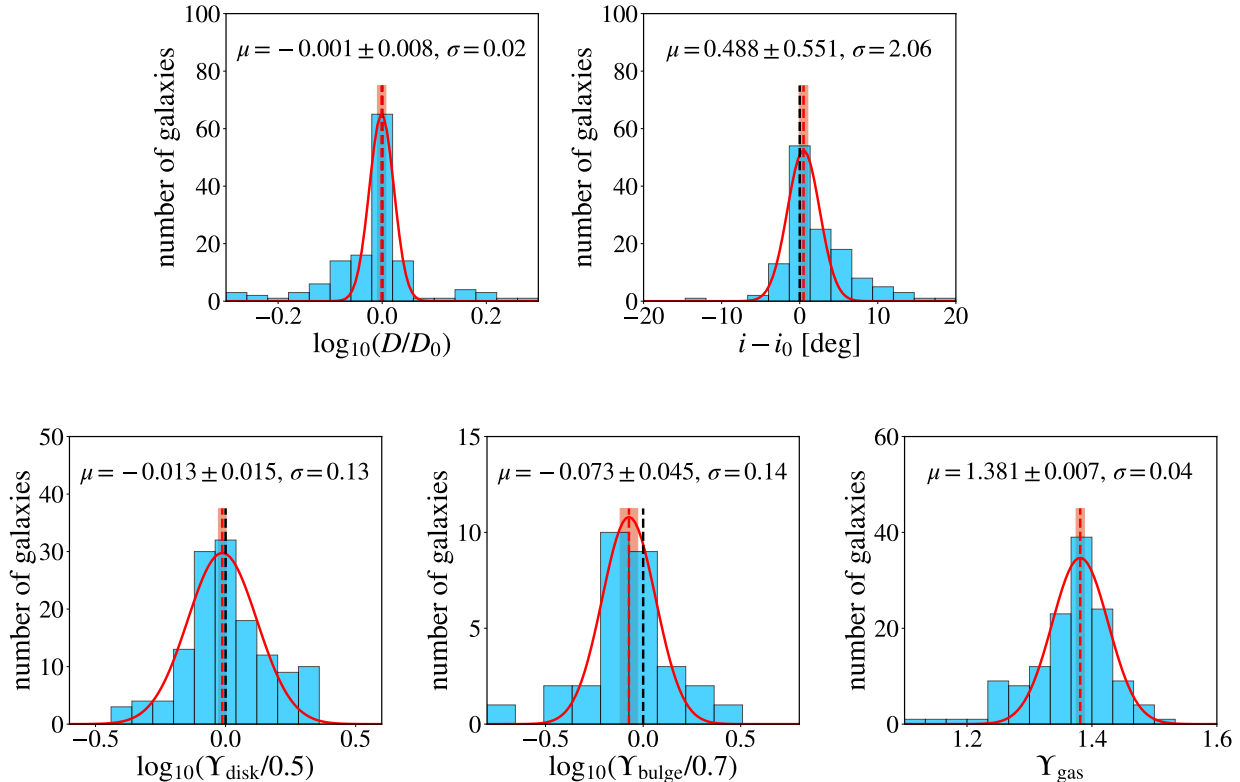 100
80
60
40
20
0
number of galaxies
μ = −0.001 ± 0.008, σ = 0.02
−0.2 0.0 0.2
log₁₀(D/D₀)
100
80
60
40
20
0
number of galaxies
μ = 0.488 ± 0.551, σ = 2.06
−20 −10 0 10 20
i − i₀ [deg]
50
40
30
20
10
0
number of galaxies
μ = −0.013 ± 0.015, σ = 0.13
−0.5 0.0 0.5
log₁₀(ϒdisk/0.5)
15
10
5
0
number of galaxies
μ = −0.073 ± 0.045, σ = 0.14
−0.5 0.0 0.5
log₁₀(ϒbulge/0.7)
60
40
20
0
number of galaxies
μ = 1.381 ± 0.007, σ = 0.04
1.2 1.4 1.6
ϒgas